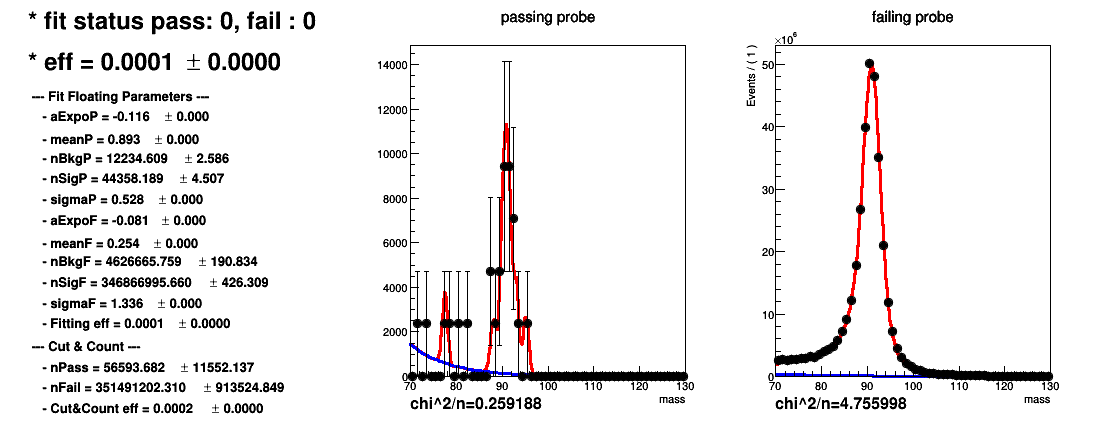 * fit status pass: 0, fail : 0
* eff = 0.0001 ± 0.0000
--- Fit Floating Parameters ---
- aExpoP = -0.116 ± 0.000
- meanP = 0.893 ± 0.000
- nBkgP = 12234.609 ± 2.586
- nSigP = 44358.189 ± 4.507
- sigmaP = 0.528 ± 0.000
- aExpoF = -0.081 ± 0.000
- meanF = 0.254 ± 0.000
- nBkgF = 4626665.759 ± 190.834
- nSigF = 346866995.660 ± 426.309
- sigmaF = 1.336 ± 0.000
- Fitting eff = 0.0001 ± 0.0000
--- Cut & Count ---
- nPass = 56593.682 ± 11552.137
- nFail = 351491202.310 ± 913524.849
- Cut&Count eff = 0.0002 ± 0.0000
passing probe
14000
12000
10000
8000
6000
4000
2000
0
70 80 90 100 110 120 130
mass
chi^2/n=0.259188
failing probe
×10^6
Events / ( 1 )
50
40
30
20
10
0
70 80 90 100 110 120 130
mass
chi^2/n=4.755998